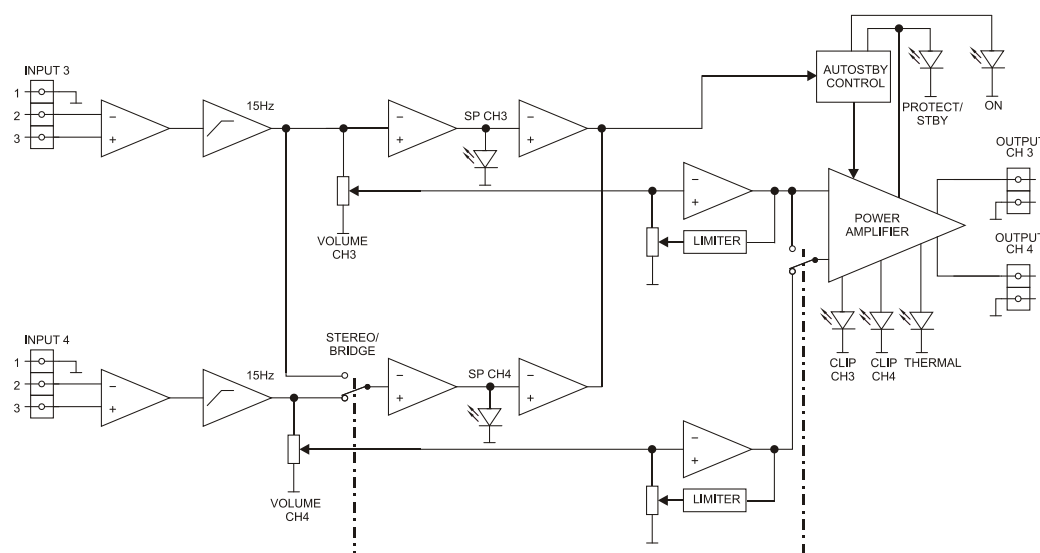 INPUT 3
1
2
3
15Hz
− +
− +
SP CH3
− +
VOLUME
CH3
− +
LIMITER
AUTOSTBY
CONTROL
PROTECT/
STBY
ON
POWER
AMPLIFIER
OUTPUT
CH 3
OUTPUT
CH 4
CLIP
CH3
CLIP
CH4
THERMAL
INPUT 4
1
2
3
15Hz
− +
STEREO/
BRIDGE
− +
SP CH4
− +
VOLUME
CH4
− +
LIMITER